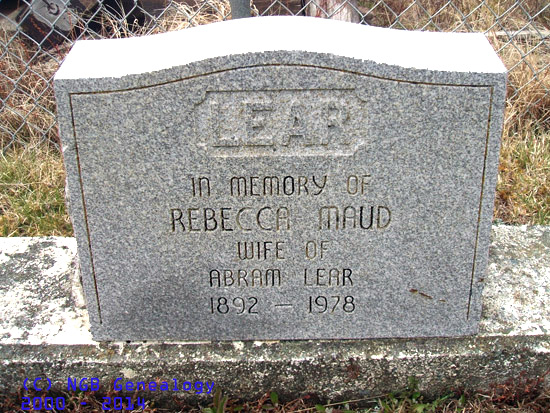 LEAR
IN MEMORY OF
REBECCA MAUD
WIFE OF
ABRAM LEAR
1892 — 1978
(C) NGB Genealogy
2000 - 2014